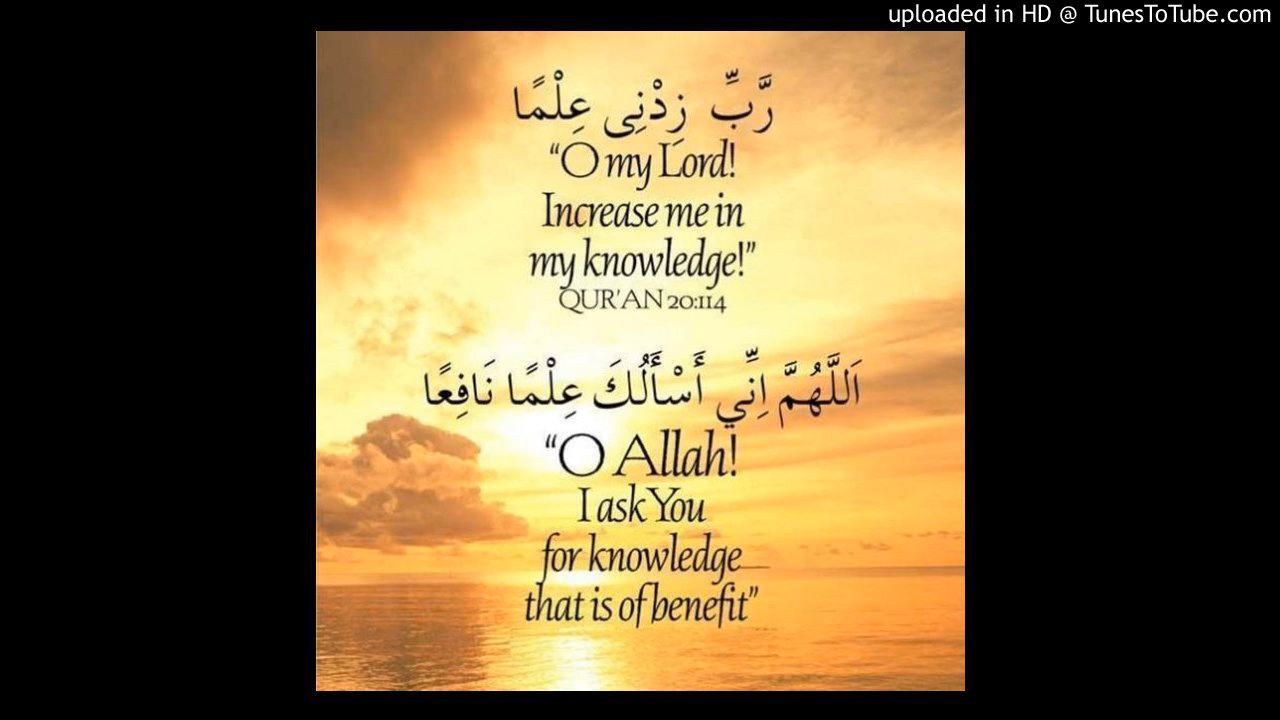 uploaded in HD @ TunesToTube.com
رَّبِّ زِدْنِى عِلْمًا
“O my Lord!
Increase me in
my knowledge!”
QUR’AN 20:114
اَللَّهُمَّ اِنِّي أَسْأَلُكَ عِلْمًا نَافِعًا
“O Allah!
I ask You
for knowledge
that is of benefit”